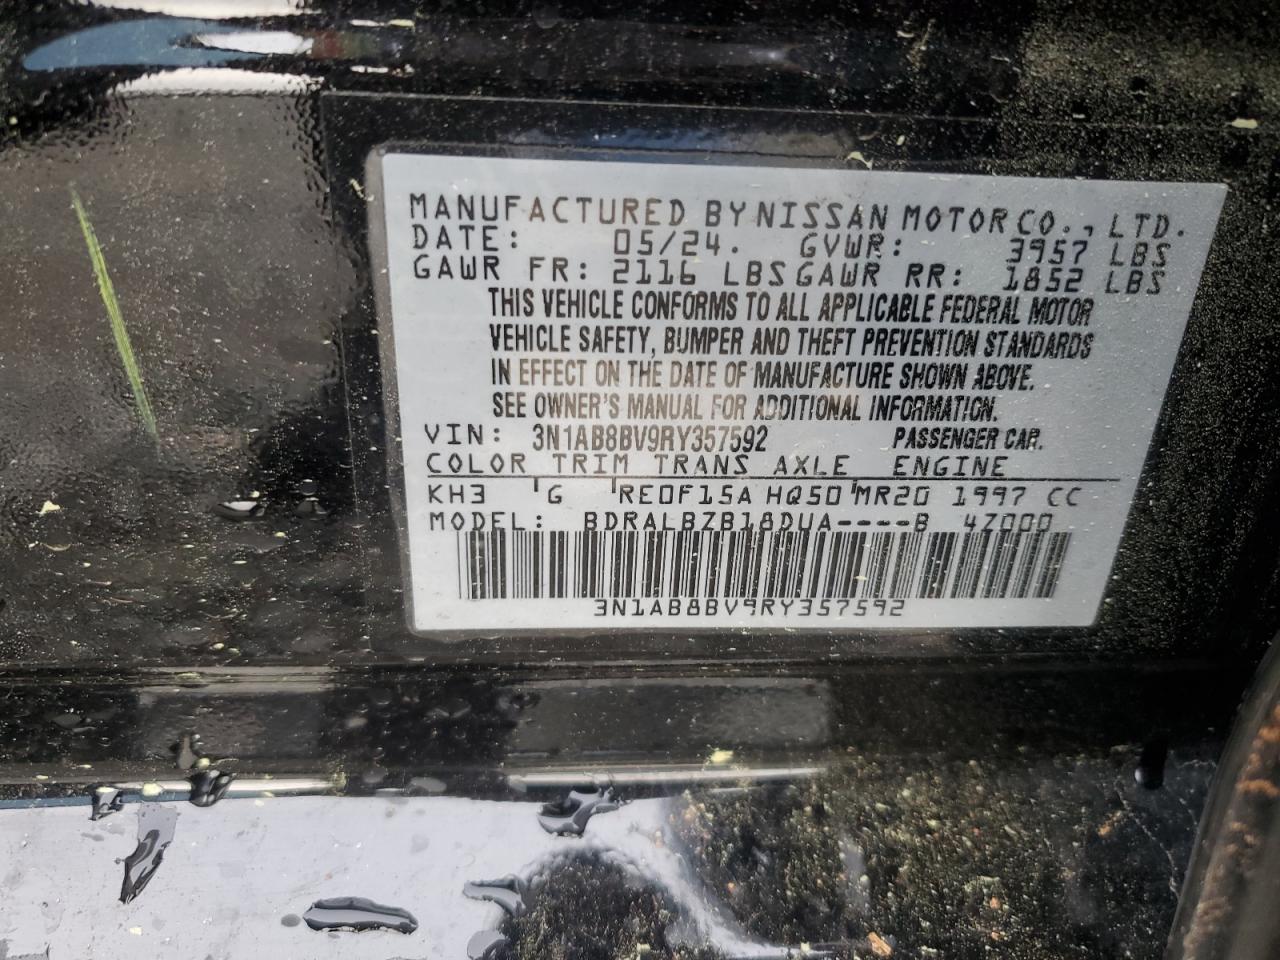 MANUFACTURED BY NISSAN MOTOR CO., LTD.
DATE: 05/24. GVWR: 3957 LBS
GAWR FR: 2116 LBS GAWR RR: 1852 LBS
THIS VEHICLE CONFORMS TO ALL APPLICABLE FEDERAL MOTOR
VEHICLE SAFETY, BUMPER AND THEFT PREVENTION STANDARDS
IN EFFECT ON THE DATE OF MANUFACTURE SHOWN ABOVE.
SEE OWNER'S MANUAL FOR ADDITIONAL INFORMATION.
VIN: 3N1AB8BV9RY357592 PASSENGER CAR.
COLOR TRIM TRANS AXLE ENGINE
KH3 G RE0F15A HQ50 MR20 1997 CC
MODEL: BDRALBZB18DUA----B 4Z000
3N1AB8BV9RY357592